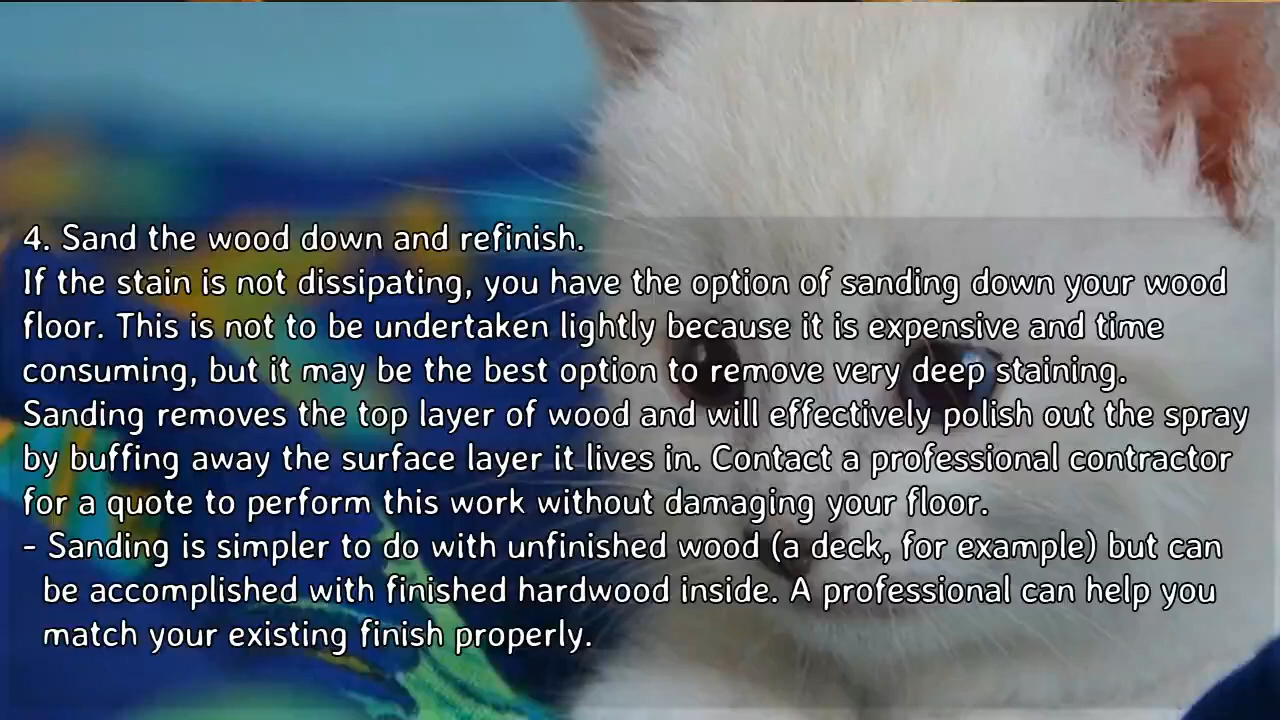 4. Sand the wood down and refinish.
If the stain is not dissipating, you have the option of sanding down your wood
floor. This is not to be undertaken lightly because it is expensive and time
consuming, but it may be the best option to remove very deep staining.
Sanding removes the top layer of wood and will effectively polish out the spray
by buffing away the surface layer it lives in. Contact a professional contractor
for a quote to perform this work without damaging your floor.
- Sanding is simpler to do with unfinished wood (a deck, for example) but can
be accomplished with finished hardwood inside. A professional can help you
match your existing finish properly.